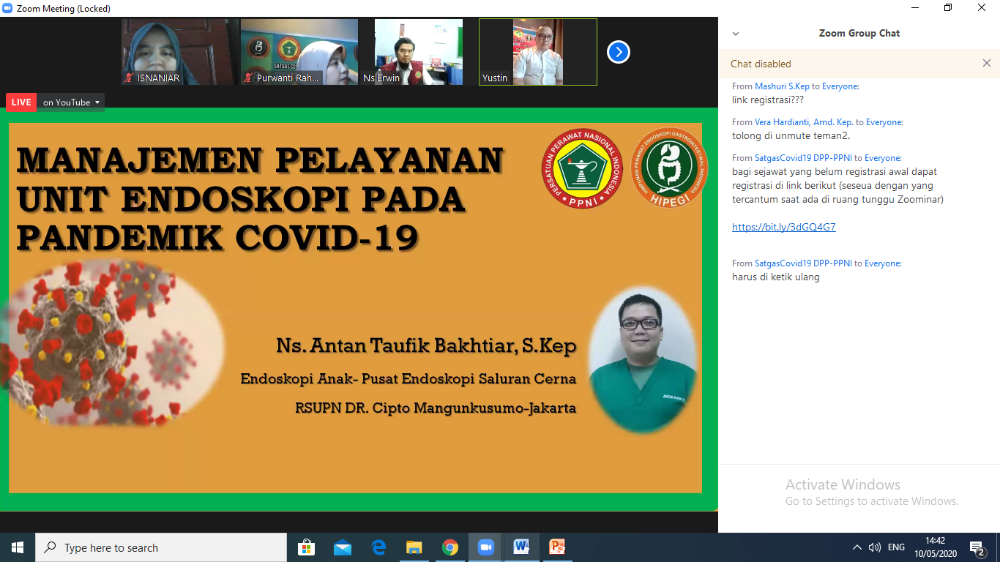 Zoom Meeting (Locked)
ISNANIAR
Purwanti Rah...
Ns.Erwin
Yustin
LIVE on YouTube
MANAJEMEN PELAYANAN
UNIT ENDOSKOPI PADA
PANDEMIK COVID-19
PERSATUAN PERAWAT NASIONAL INDONESIA
PPNI
HIMPUNAN PERAWAT ENDOSKOPI GASTROINTESTINAL INDONESIA
HIPEGI
Ns. Antan Taufik Bakhtiar, S.Kep
Endoskopi Anak- Pusat Endoskopi Saluran Cerna
RSUPN DR. Cipto Mangunkusumo-Jakarta
Zoom Group Chat
Chat disabled
From Mashuri S.Kep to Everyone:
link registrasi???
From Vera Hardianti, Amd. Kep. to Everyone:
tolong di unmute teman2.
From SatgasCovid19 DPP-PPNI to Everyone:
bagi sejawat yang belum registrasi awal dapat
registrasi di link berikut (seseua dengan yang
tercantum saat ada di ruang tunggu Zoominar)
https://bit.ly/3dGQ4G7
From SatgasCovid19 DPP-PPNI to Everyone:
harus di ketik ulang
Activate Windows
Go to Settings to activate Windows.
Type here to search
ENG
14:42
10/05/2020
2